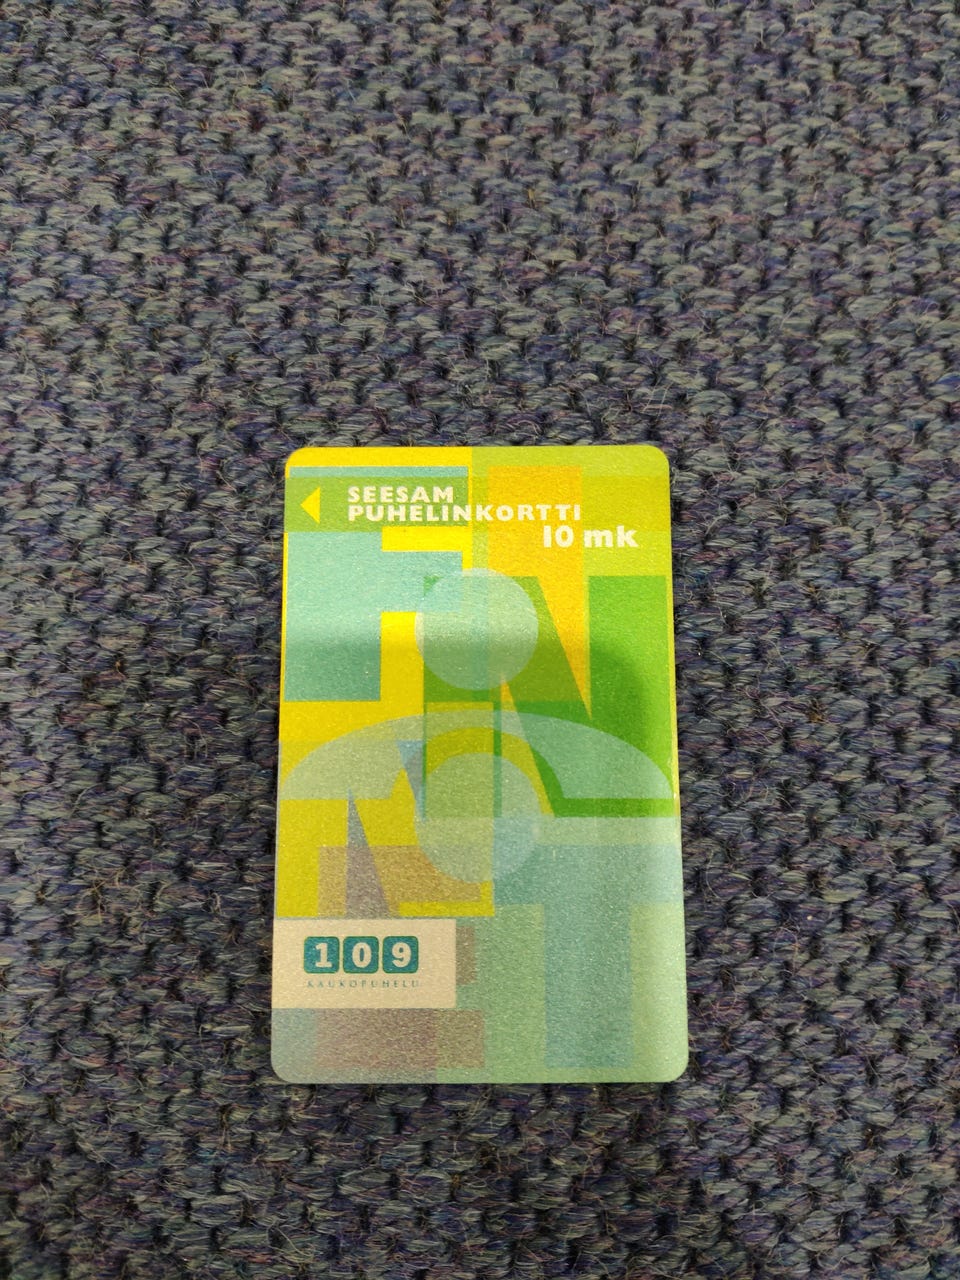 SEESAM
PUHELINKORTTI
10 mk
109
KAUKOPUHELU